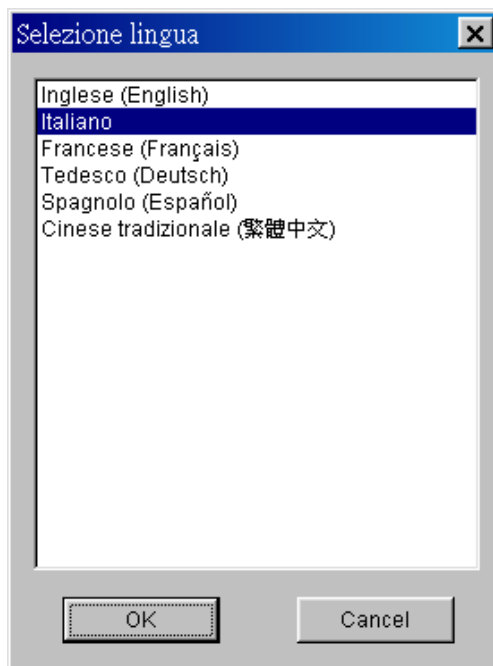 Selezione lingua
Inglese (English)
Italiano
Francese (Français)
Tedesco (Deutsch)
Spagnolo (Español)
Cinese tradizionale (繁體中文)
OK
Cancel